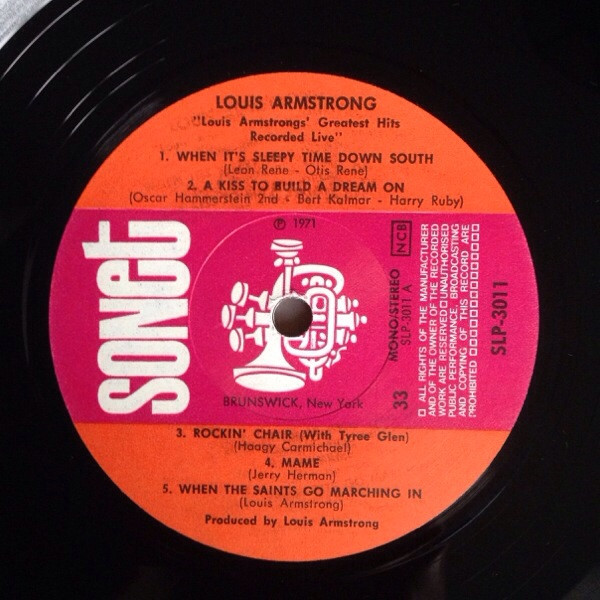 LOUIS ARMSTRONG
"Louis Armstrongs' Greatest Hits
Recorded Live"
1. WHEN IT'S SLEEPY TIME DOWN SOUTH
(Leon Rene - Otis Rene)
2. A KISS TO BUILD A DREAM ON
(Oscar Hammerstein 2nd - Bert Kalmar - Harry Ruby)
℗ 1971
SONET
BRUNSWICK, New York
33
MONO/STEREO
SLP-3011 A
NCB
ALL RIGHTS OF THE MANUFACTURER
AND OF THE OWNER OF THE RECORDED
WORK ARE RESERVED UNAUTHORISED
PUBLIC PERFORMANCE, BROADCASTING
AND COPYING OF THIS RECORD ARE
PROHIBITED
SLP-3011
3. ROCKIN' CHAIR (With Tyree Glen)
(Hoagy Carmichael)
4. MAME
(Jerry Herman)
5. WHEN THE SAINTS GO MARCHING IN
(Louis Armstrong)
Produced by Louis Armstrong